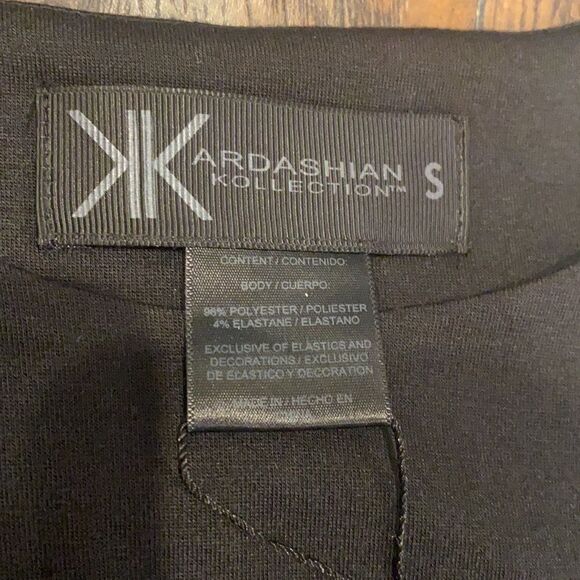 KARDASHIAN
KOLLECTION™
S
CONTENT / CONTENIDO:
BODY / CUERPO:
96% POLYESTER / POLIESTER
4% ELASTANE / ELASTANO
EXCLUSIVE OF ELASTICS AND
DECORATIONS / EXCLUSIVO
DE ELASTICO Y DECORATION
MADE IN / HECHO EN